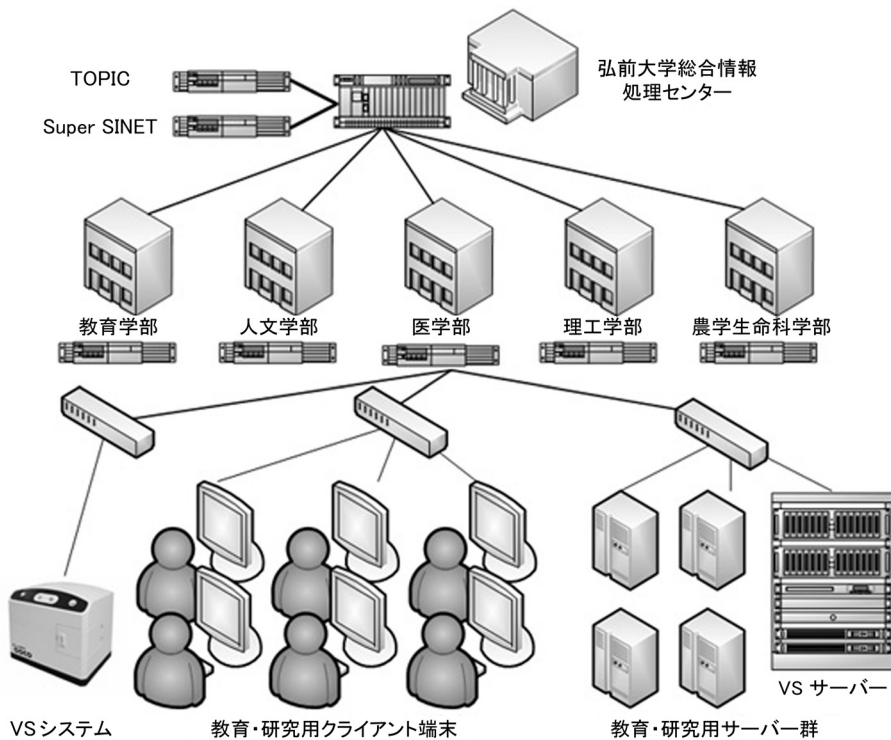 TOPIC
Super SINET
弘前大学総合情報
処理センター
教育学部
人文学部
医学部
理工学部
農学生命科学部
VSシステム
教育・研究用クライアント端末
教育・研究用サーバー群
VS サーバー